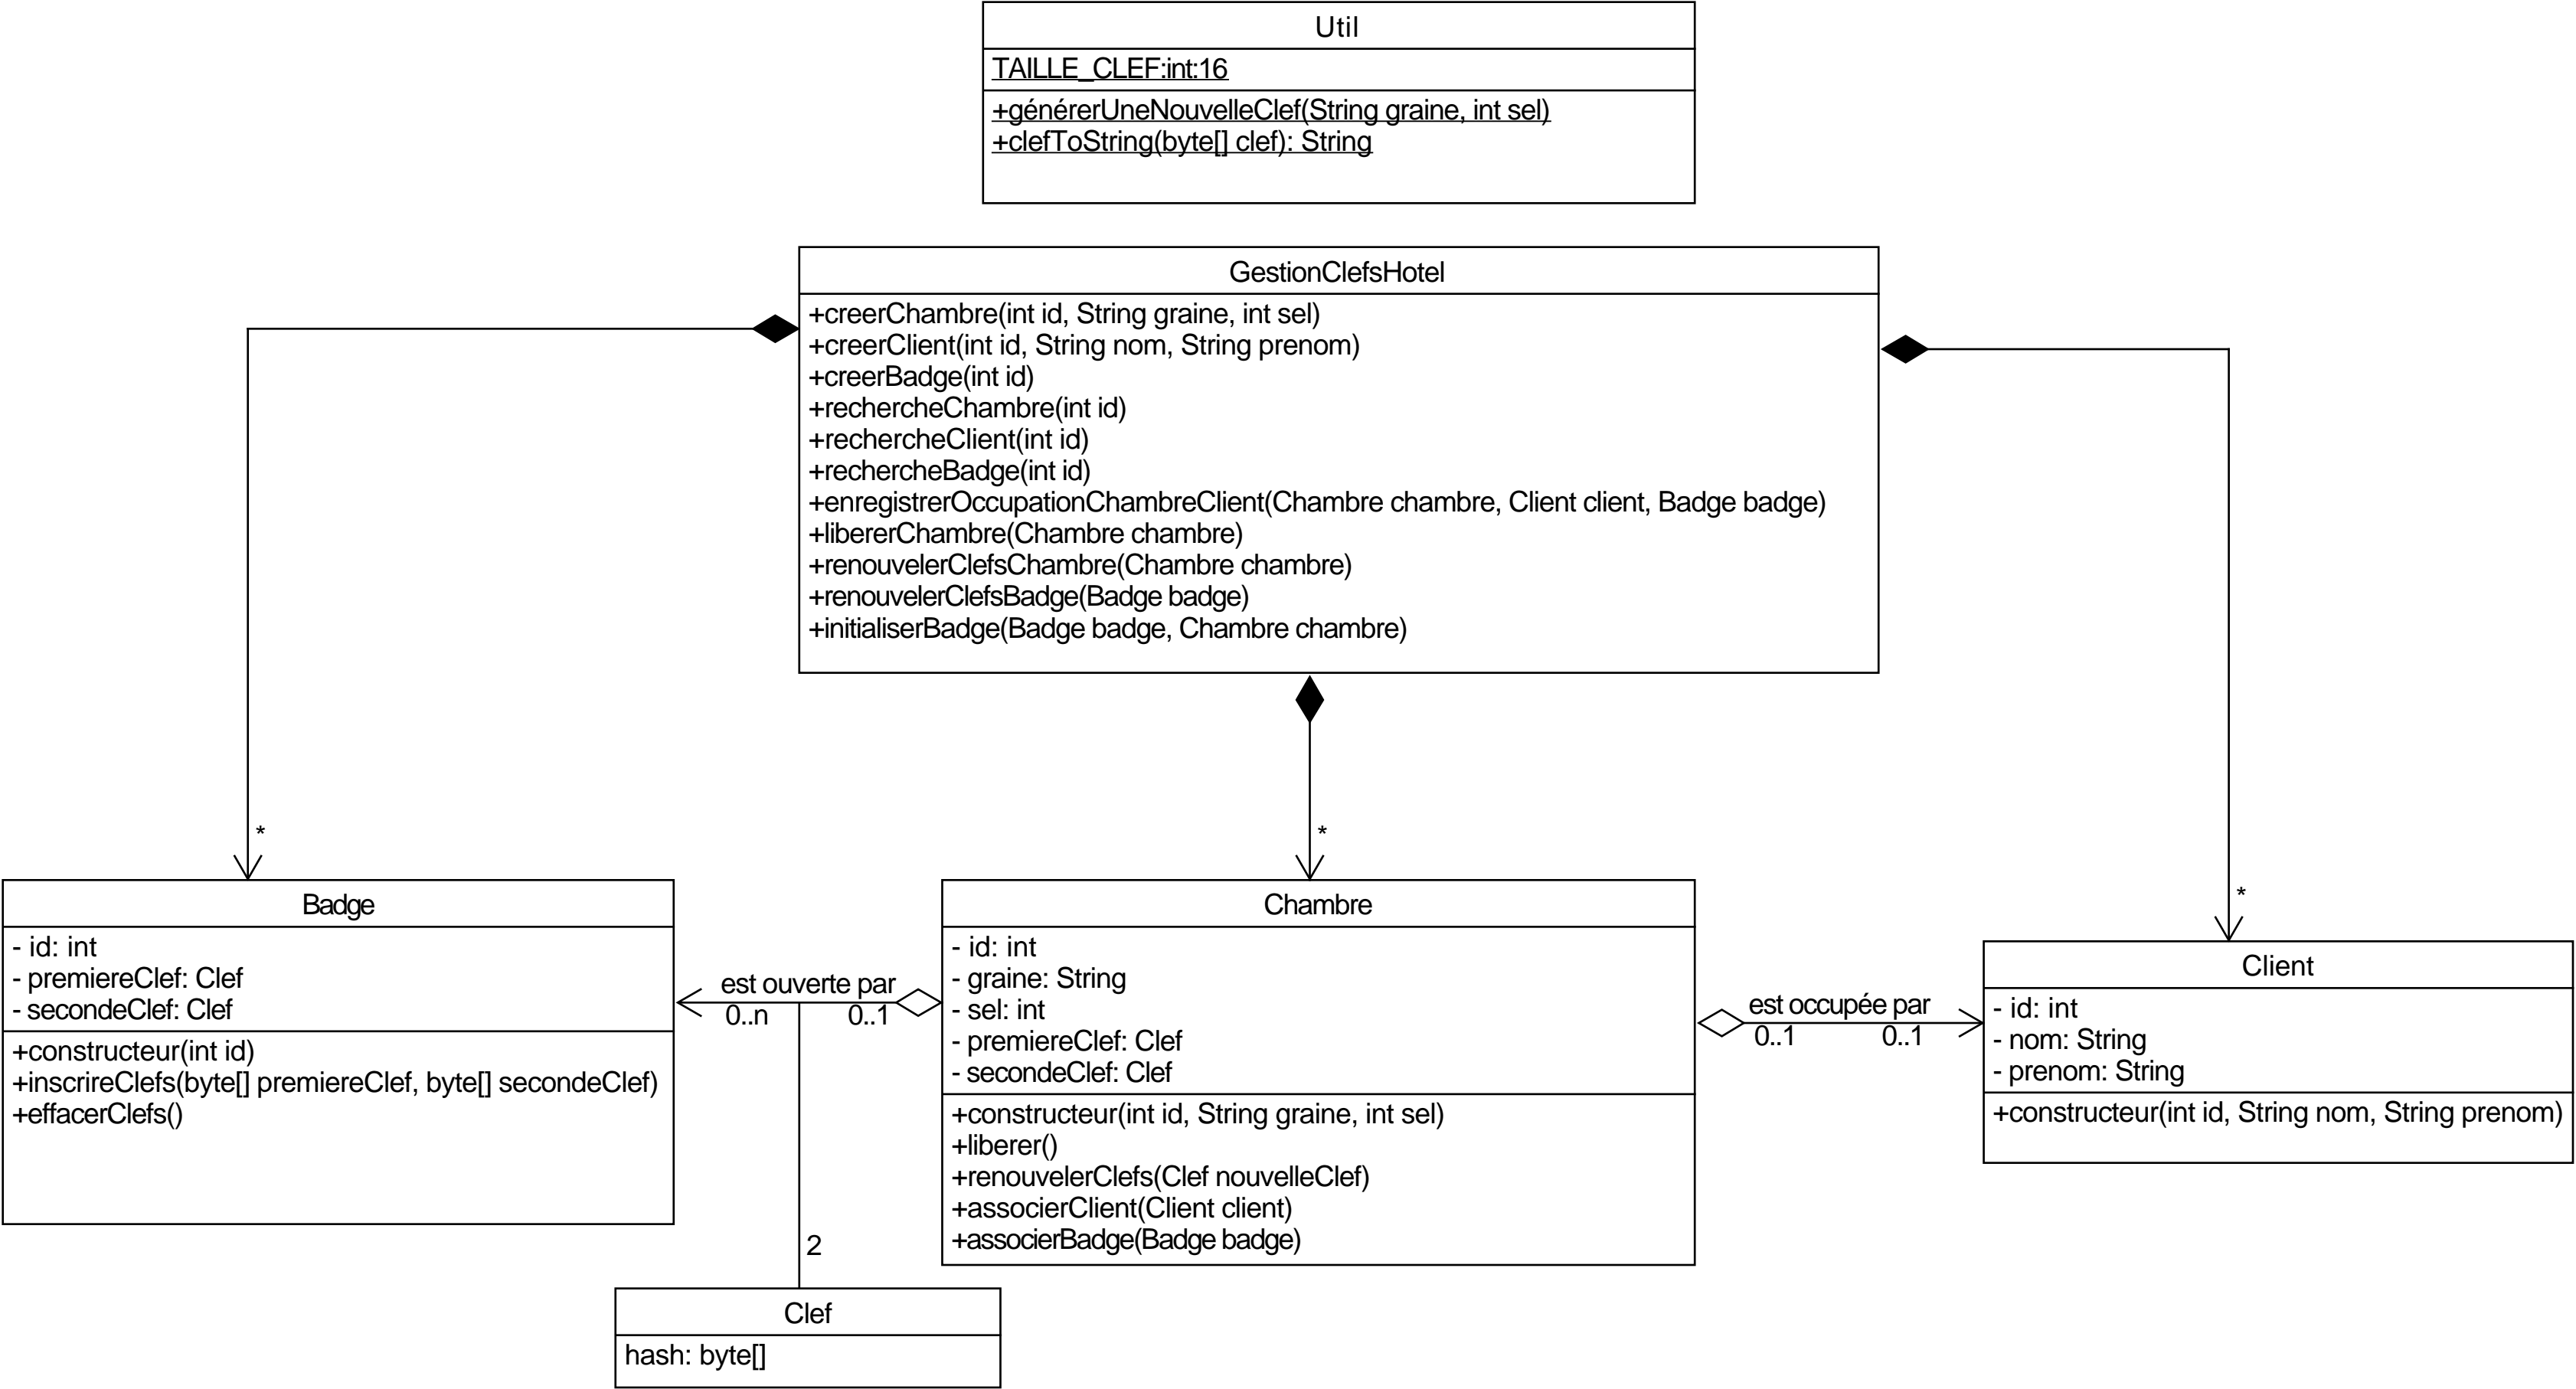 Util
TAILLE_CLEF:int:16
+générerUneNouvelleClef(String graine, int sel)
+clefToString(byte[] clef): String
GestionClefsHotel
+creerChambre(int id, String graine, int sel)
+creerClient(int id, String nom, String prenom)
+creerBadge(int id)
+rechercheChambre(int id)
+rechercheClient(int id)
+rechercheBadge(int id)
+enregistrerOccupationChambreClient(Chambre chambre, Client client, Badge badge)
+libererChambre(Chambre chambre)
+renouvelerClefsChambre(Chambre chambre)
+renouvelerClefsBadge(Badge badge)
+initialiserBadge(Badge badge, Chambre chambre)
*
*
*
Badge
- id: int
- premiereClef: Clef
- secondeClef: Clef
+constructeur(int id)
+inscrireClefs(byte[] premiereClef, byte[] secondeClef)
+effacerClefs()
est ouverte par
0..n
0..1
Chambre
- id: int
- graine: String
- sel: int
- premiereClef: Clef
- secondeClef: Clef
+constructeur(int id, String graine, int sel)
+liberer()
+renouvelerClefs(Clef nouvelleClef)
+associerClient(Client client)
+associerBadge(Badge badge)
est occupée par
0..1
0..1
Client
- id: int
- nom: String
- prenom: String
+constructeur(int id, String nom, String prenom)
2
Clef
hash: byte[]